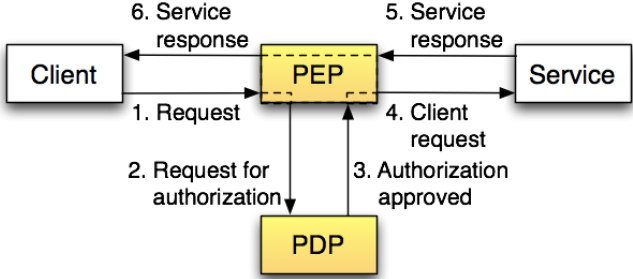 6. Service
response
5. Service
response
Client
PEP
Service
1. Request
4. Client
request
2. Request for
authorization
3. Authorization
approved
PDP